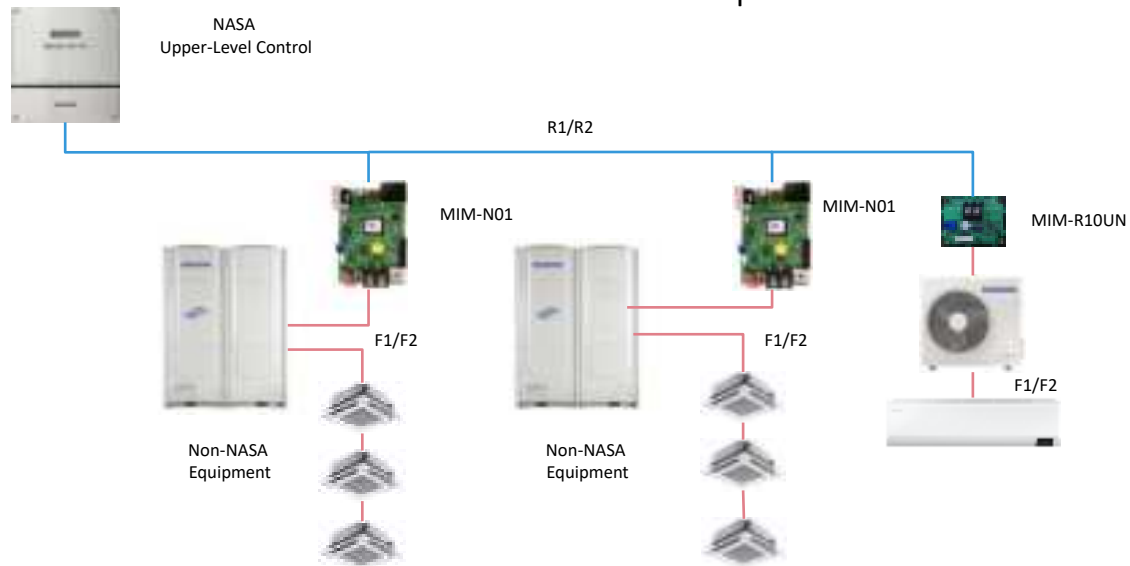 NASA
Upper-Level Control
R1/R2
MIM-N01
MIM-N01
MIM-R10UN
F1/F2
F1/F2
F1/F2
Non-NASA
Equipment
Non-NASA
Equipment